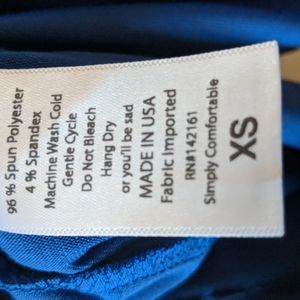 96 % Spun Polyester
4 % Spandex
Machine Wash Cold
Gentle Cycle
Do Not Bleach
Hang Dry
or you'll be sad
MADE IN USA
Fabric Imported
RN#142161
Simply Comfortable
XS